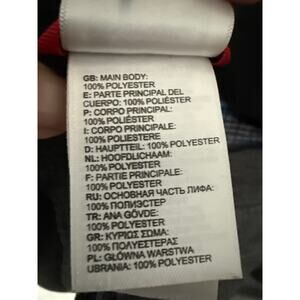 GB: MAIN BODY:
100% POLYESTER
E: PARTE PRINCIPAL DEL
CUERPO: 100% POLIÉSTER
P: CORPO PRINCIPAL:
100% POLIÉSTER
I: CORPO PRINCIPALE:
100% POLIESTERE
D: HAUPTTEIL: 100% POLYESTER
NL: HOOFDLICHAAM:
100% POLYESTER
F: PARTIE PRINCIPALE:
100% POLYESTER
RU: ОСНОВНАЯ ЧАСТЬ ЛИФА:
100% ПОЛИЭСТЕР
TR: ANA GÖVDE:
100% POLYESTER
GR: ΚΥΡΙΩΣ ΣΩΜΑ:
100% ΠΟΛΥΕΣΤΕΡΑΣ
PL: GŁÓWNA WARSTWA
UBRANIA: 100% POLYESTER